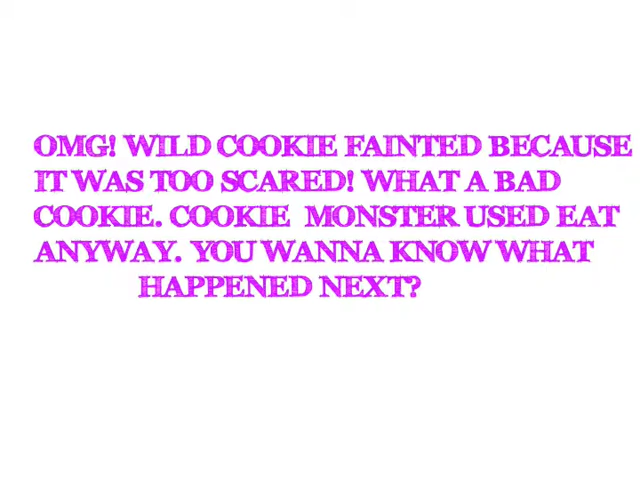 OMG! WILD COOKIE FAINTED BECAUSE
IT WAS TOO SCARED! WHAT A BAD
COOKIE. COOKIE  MONSTER USED EAT
ANYWAY. YOU WANNA KNOW WHAT
HAPPENED NEXT?